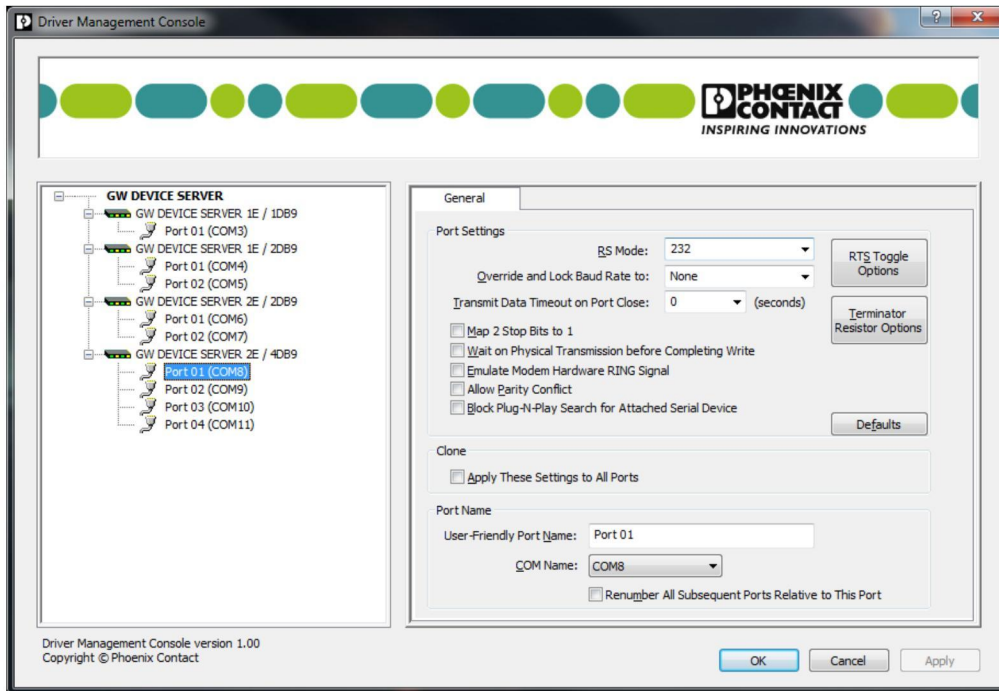 Driver Management Console
PHŒNIX
CONTACT
INSPIRING INNOVATIONS
GW DEVICE SERVER
GW DEVICE SERVER 1E / 1DB9
Port 01 (COM3)
GW DEVICE SERVER 1E / 2DB9
Port 01 (COM4)
Port 02 (COM5)
GW DEVICE SERVER 2E / 2DB9
Port 01 (COM6)
Port 02 (COM7)
GW DEVICE SERVER 2E / 4DB9
Port 01 (COM8)
Port 02 (COM9)
Port 03 (COM10)
Port 04 (COM11)
General
Port Settings
RS Mode: 232
Override and Lock Baud Rate to: None
Transmit Data Timeout on Port Close: 0 (seconds)
Map 2 Stop Bits to 1
Wait on Physical Transmission before Completing Write
Emulate Modem Hardware RING Signal
Allow Parity Conflict
Block Plug-N-Play Search for Attached Serial Device
RTS Toggle
Options
Terminator
Resistor Options
Defaults
Clone
Apply These Settings to All Ports
Port Name
User-Friendly Port Name: Port 01
COM Name: COM8
Renumber All Subsequent Ports Relative to This Port
Driver Management Console version 1.00
Copyright © Phoenix Contact
OK Cancel Apply